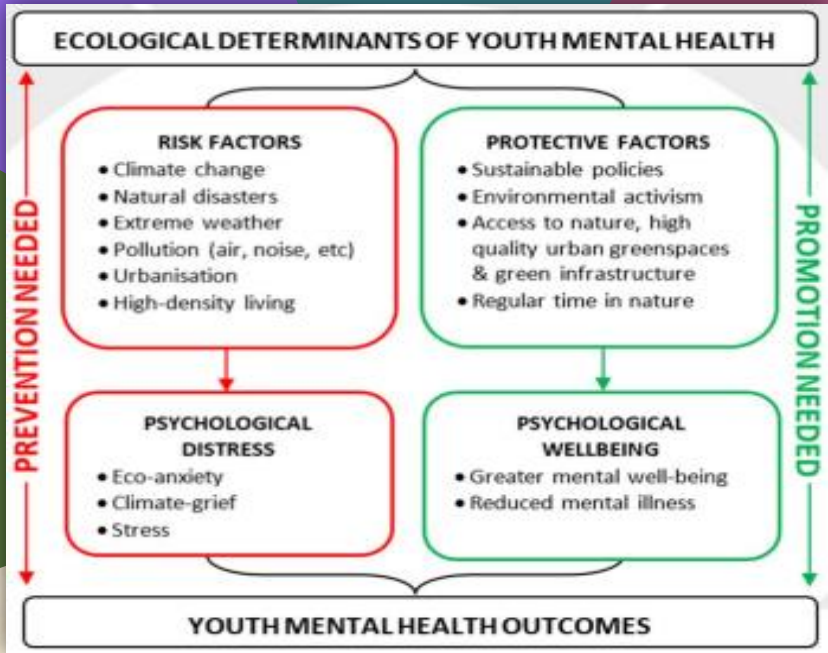 ECOLOGICAL DETERMINANTS OF YOUTH MENTAL HEALTH
PREVENTION NEEDED
RISK FACTORS
• Climate change
• Natural disasters
• Extreme weather
• Pollution (air, noise, etc)
• Urbanisation
• High-density living
PROTECTIVE FACTORS
• Sustainable policies
• Environmental activism
• Access to nature, high
quality urban greenspaces
& green infrastructure
• Regular time in nature
PROMOTION NEEDED
PSYCHOLOGICAL
DISTRESS
• Eco-anxiety
• Climate-grief
• Stress
PSYCHOLOGICAL
WELLBEING
• Greater mental well-being
• Reduced mental illness
YOUTH MENTAL HEALTH OUTCOMES